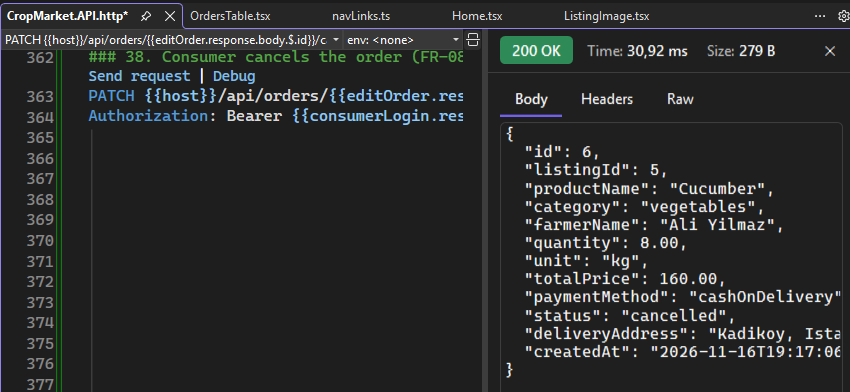 CropMarket.API.http* OrdersTable.tsx navLinks.ts Home.tsx ListingImage.tsx
PATCH {{host}}/api/orders/{{editOrder.response.body.$.id}}/c env: <none>
362 ### 38. Consumer cancels the order (FR-08
Send request | Debug
363 PATCH {{host}}/api/orders/{{editOrder.res
364 Authorization: Bearer {{consumerLogin.res
365
366
367
368
369
370
371
372
373
374
375
376
377
200 OK Time: 30,92 ms Size: 279 B
Body Headers Raw
{
"id": 6,
"listingId": 5,
"productName": "Cucumber",
"category": "vegetables",
"farmerName": "Ali Yilmaz",
"quantity": 8.00,
"unit": "kg",
"totalPrice": 160.00,
"paymentMethod": "cashOnDelivery"
"status": "cancelled",
"deliveryAddress": "Kadikoy, Ista
"createdAt": "2026-11-16T19:17:06
}